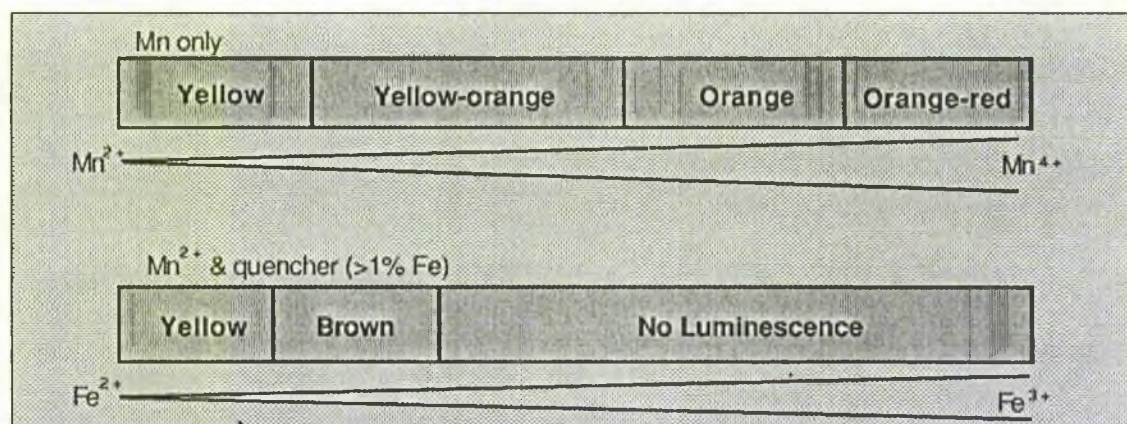 Mn only
Yellow Yellow-orange Orange Orange-red
Mn²⁺ Mn⁴⁺
Mn²⁺ & quencher (>1% Fe)
Yellow Brown No Luminescence
Fe²⁺ Fe³⁺